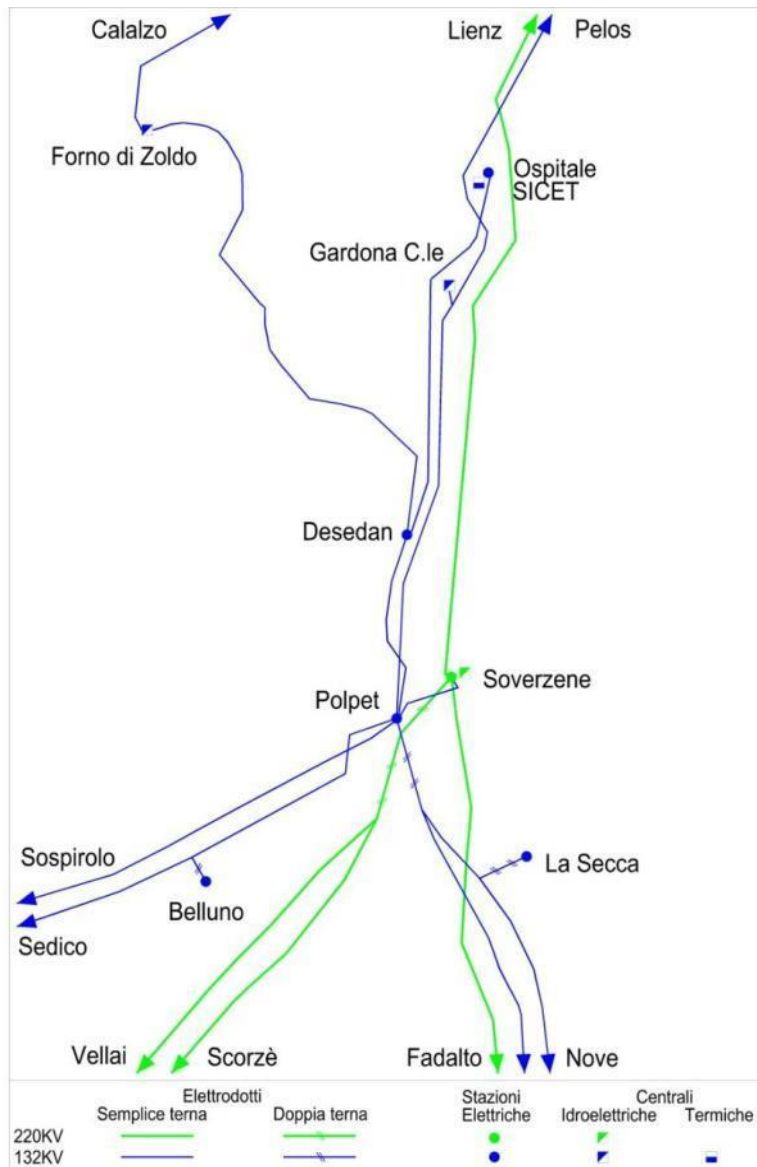 Calalzo
Lienz
Pelos
Forno di Zoldo
Ospitale
SICET
Gardona C.le
Desedan
Soverzene
Polpet
Sospirolo
La Secca
Belluno
Sedico
Vellai
Scorzè
Fadalto
Nove
Elettrodotti
Semplice terna
Doppia terna
Stazioni
Elettriche
Centrali
Idroelettriche
Termiche
220KV
132KV